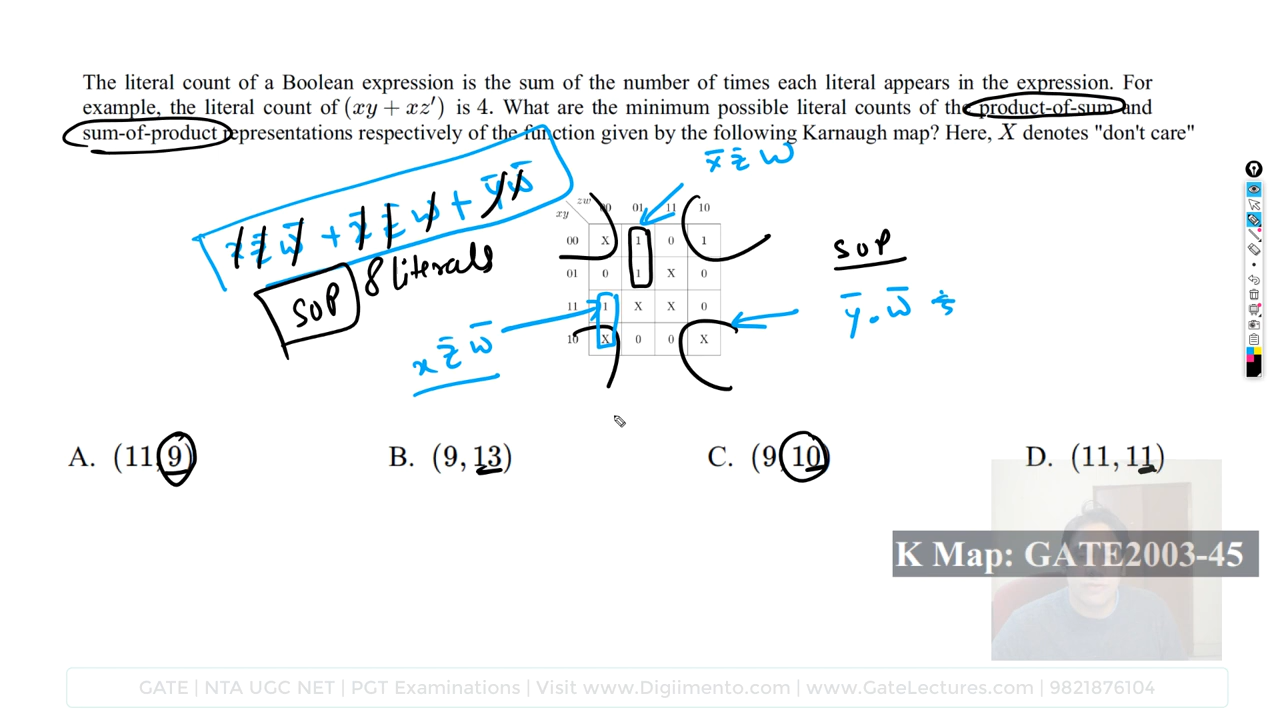 The literal count of a Boolean expression is the sum of the number of times each literal appears in the expression. For
example, the literal count of (xy + xz′) is 4. What are the minimum possible literal counts of the product-of-sum and
sum-of-product representations respectively of the function given by the following Karnaugh map? Here, X denotes "don't care"
x̄ z̄ w
x z̄ w̄ + x̄ z̄ w + ȳ w̄
zw 00 01 11 10
xy
00 X 1 0 1
01 0 1 X 0
11 1 X X 0
10 X 0 0 X
SOP 8 literals
SOP
ȳ . w̄ +
x z̄ w̄
A. (11, 9)
B. (9, 13)
C. (9, 10)
D. (11, 11)
K Map: GATE2003-45
GATE | NTA UGC NET | PGT Examinations | Visit www.Digiimento.com | www.GateLectures.com | 9821876104